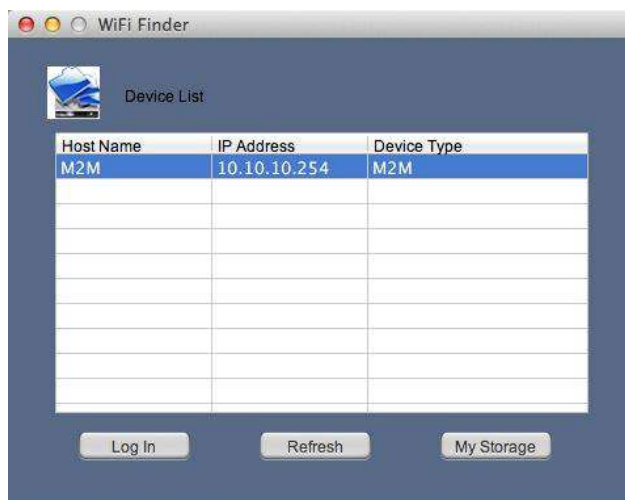 WiFi Finder
Device List
Host Name IP Address Device Type
M2M 10.10.10.254 M2M
Log In Refresh My Storage